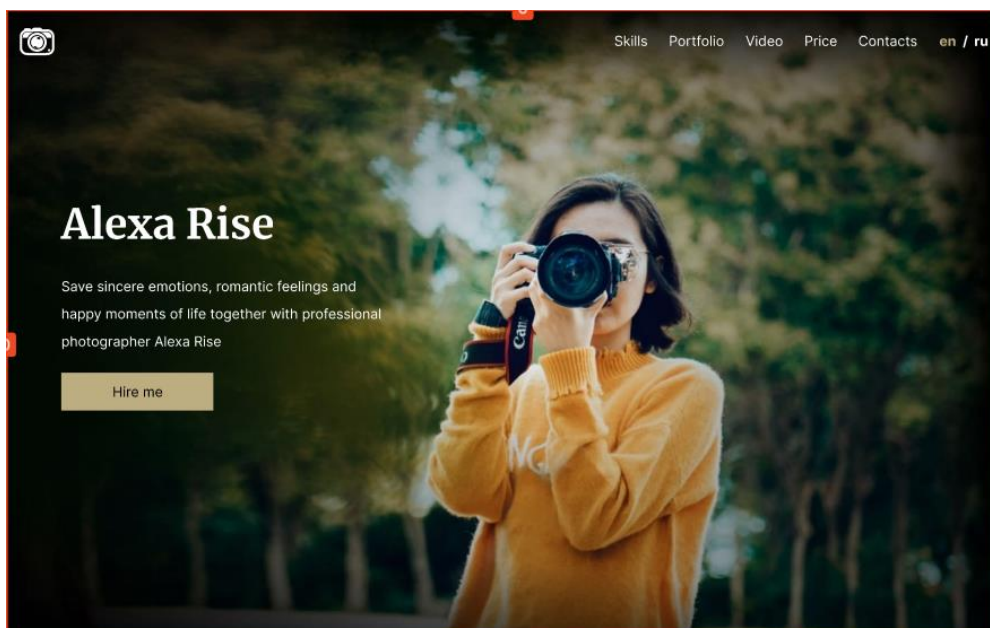 Skills Portfolio Video Price Contacts en / ru
Alexa Rise
Save sincere emotions, romantic feelings and
happy moments of life together with professional
photographer Alexa Rise
Hire me